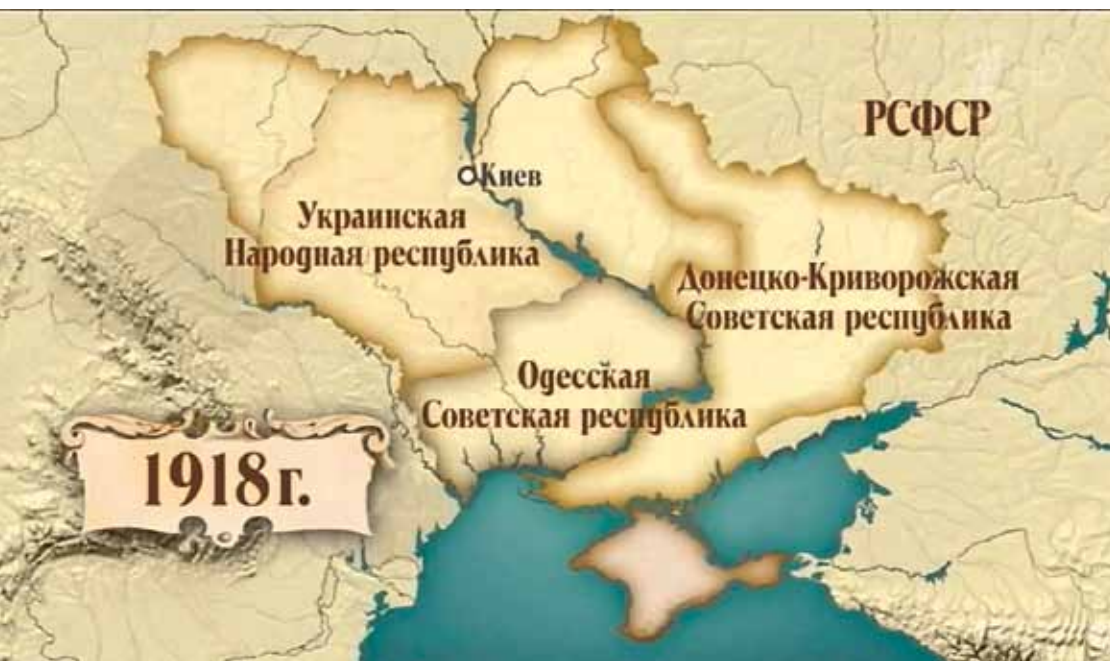 РСФСР
Киев
Украинская
Народная республика
Донецко-Криворожская
Советская республика
Одесская
Советская республика
1918г.